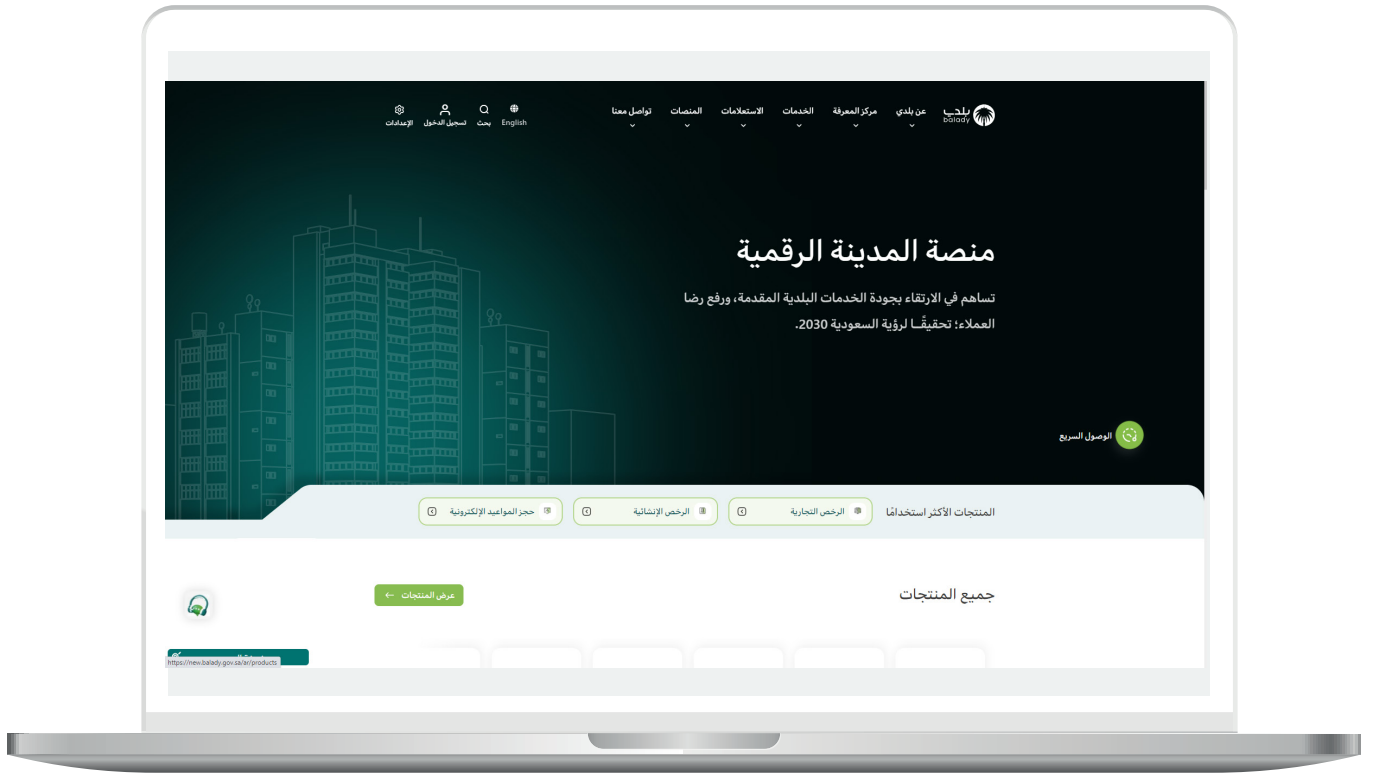 بلدي
balady
عن بلدي
مركز المعرفة
الخدمات
الاستعلامات
المنصات
تواصل معنا
English
بحث
تسجيل الدخول
الإعدادات
منصة المدينة الرقمية
تساهم في الارتقاء بجودة الخدمات البلدية المقدمة، ورفع رضا
العملاء؛ تحقيقًــا لرؤية السعودية 2030.
الوصول السريع
المنتجات الأكثر استخدامًا
الرخص التجارية
الرخص الإنشائية
حجز المواعيد الإلكترونية
جميع المنتجات
عرض المنتجات
https://new.balady.gov.sa/ar/products